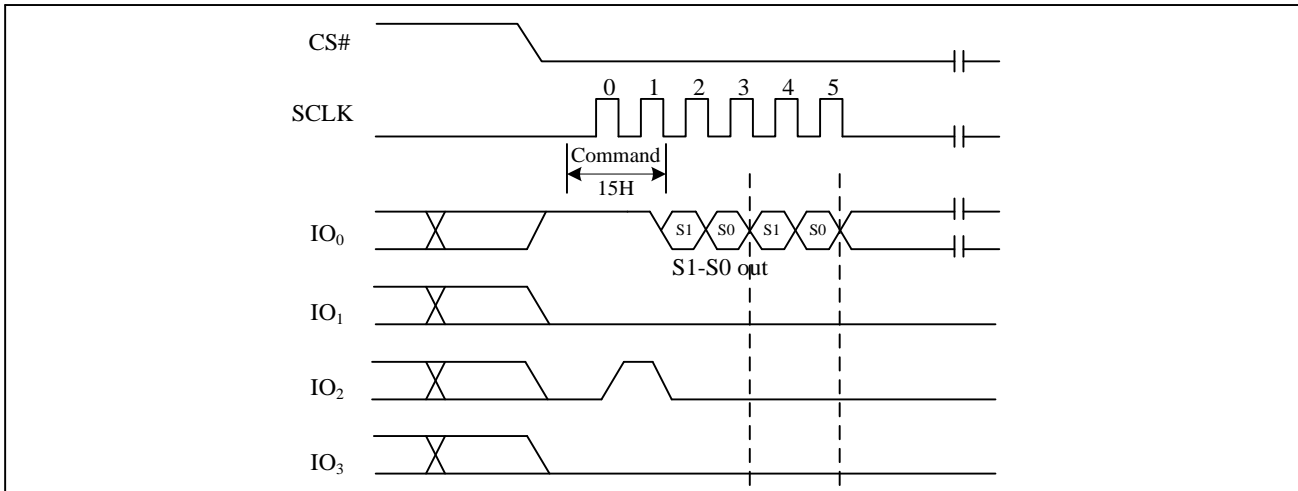 CS#
0 1 2 3 4 5
SCLK
Command
15H
IO0
S1 S0 S1 S0
S1-S0 out
IO1
IO2
IO3